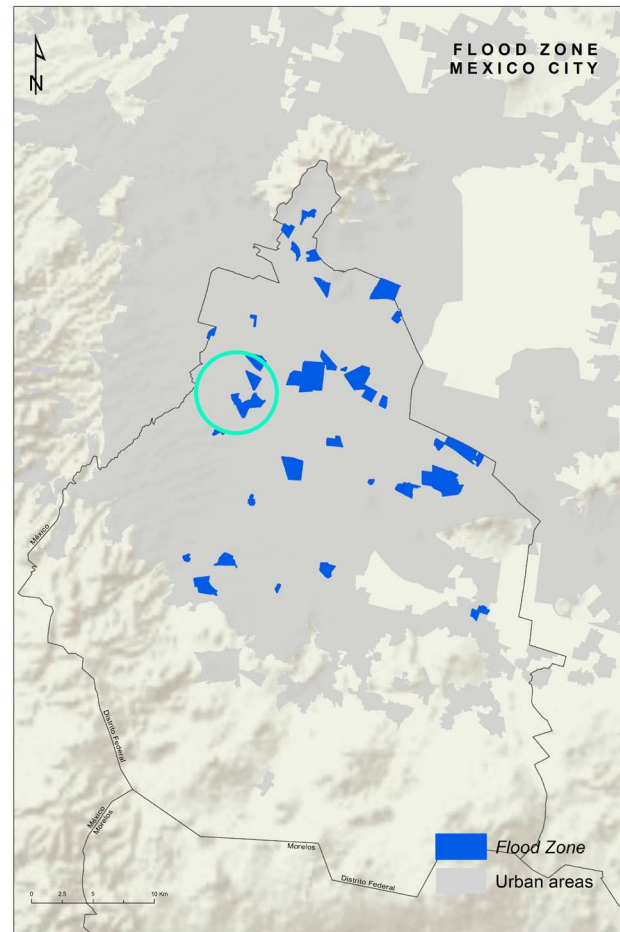 FLOOD ZONE
MEXICO CITY
N
México
Distrito Federal
México
Morelos
Morelos
Distrito Federal
Flood Zone
Urban areas
0 2.5 5 10 Km